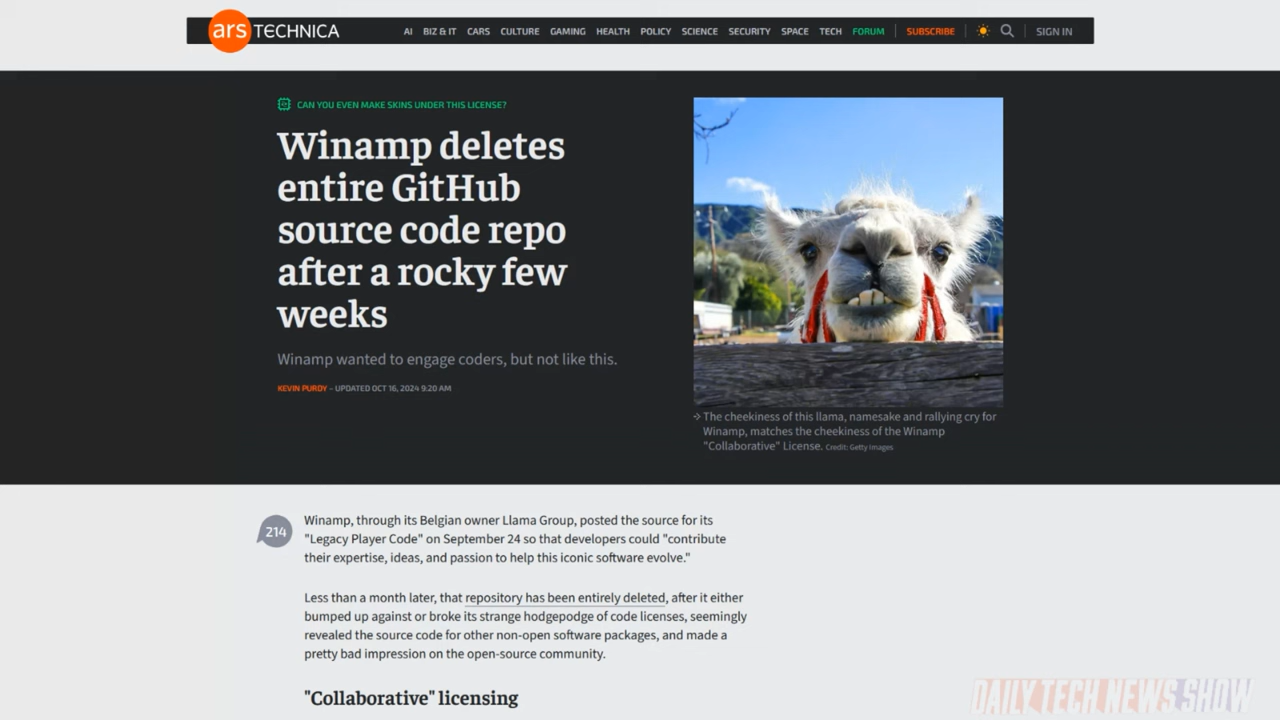 ars TECHNICA
AI BIZ & IT CARS CULTURE GAMING HEALTH POLICY SCIENCE SECURITY SPACE TECH FORUM SUBSCRIBE SIGN IN
CAN YOU EVEN MAKE SKINS UNDER THIS LICENSE?
Winamp deletes
entire GitHub
source code repo
after a rocky few
weeks
Winamp wanted to engage coders, but not like this.
KEVIN PURDY – UPDATED OCT 16, 2024 9:20 AM
The cheekiness of this llama, namesake and rallying cry for
Winamp, matches the cheekiness of the Winamp
"Collaborative" License. Credit: Getty Images
214
Winamp, through its Belgian owner Llama Group, posted the source for its
"Legacy Player Code" on September 24 so that developers could "contribute
their expertise, ideas, and passion to help this iconic software evolve."
Less than a month later, that repository has been entirely deleted, after it either
bumped up against or broke its strange hodgepodge of code licenses, seemingly
revealed the source code for other non-open software packages, and made a
pretty bad impression on the open-source community.
"Collaborative" licensing
DAILY TECH NEWS SHOW